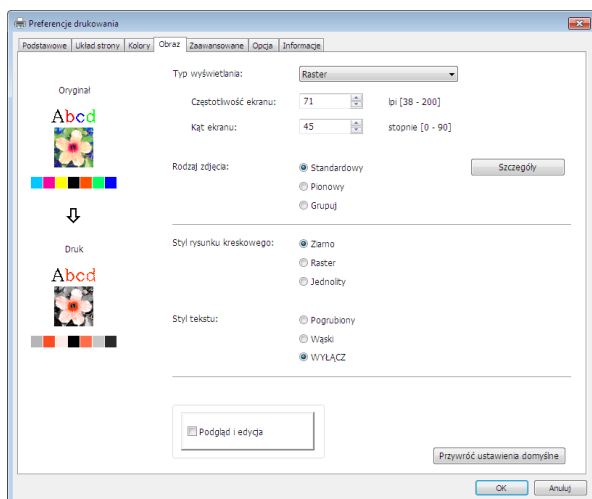 Preferencje drukowania
Podstawowe Układ strony Kolory Obraz Zaawansowane Opcja Informacje
Typ wyświetlania: Raster
Oryginał
Częstotliwość ekranu: 71 lpi [38 - 200]
Abcd
Kąt ekranu: 45 stopnie [0 - 90]
Rodzaj zdjęcia: Standardowy Szczegóły
Pionowy
Grupuj
Styl rysunku kreskowego: Ziarno
Druk
Raster
Abcd
Jednolity
Styl tekstu: Pogrubiony
Wąski
WYŁĄCZ
Podgląd i edycja
Przywróć ustawienia domyślne
OK Anuluj